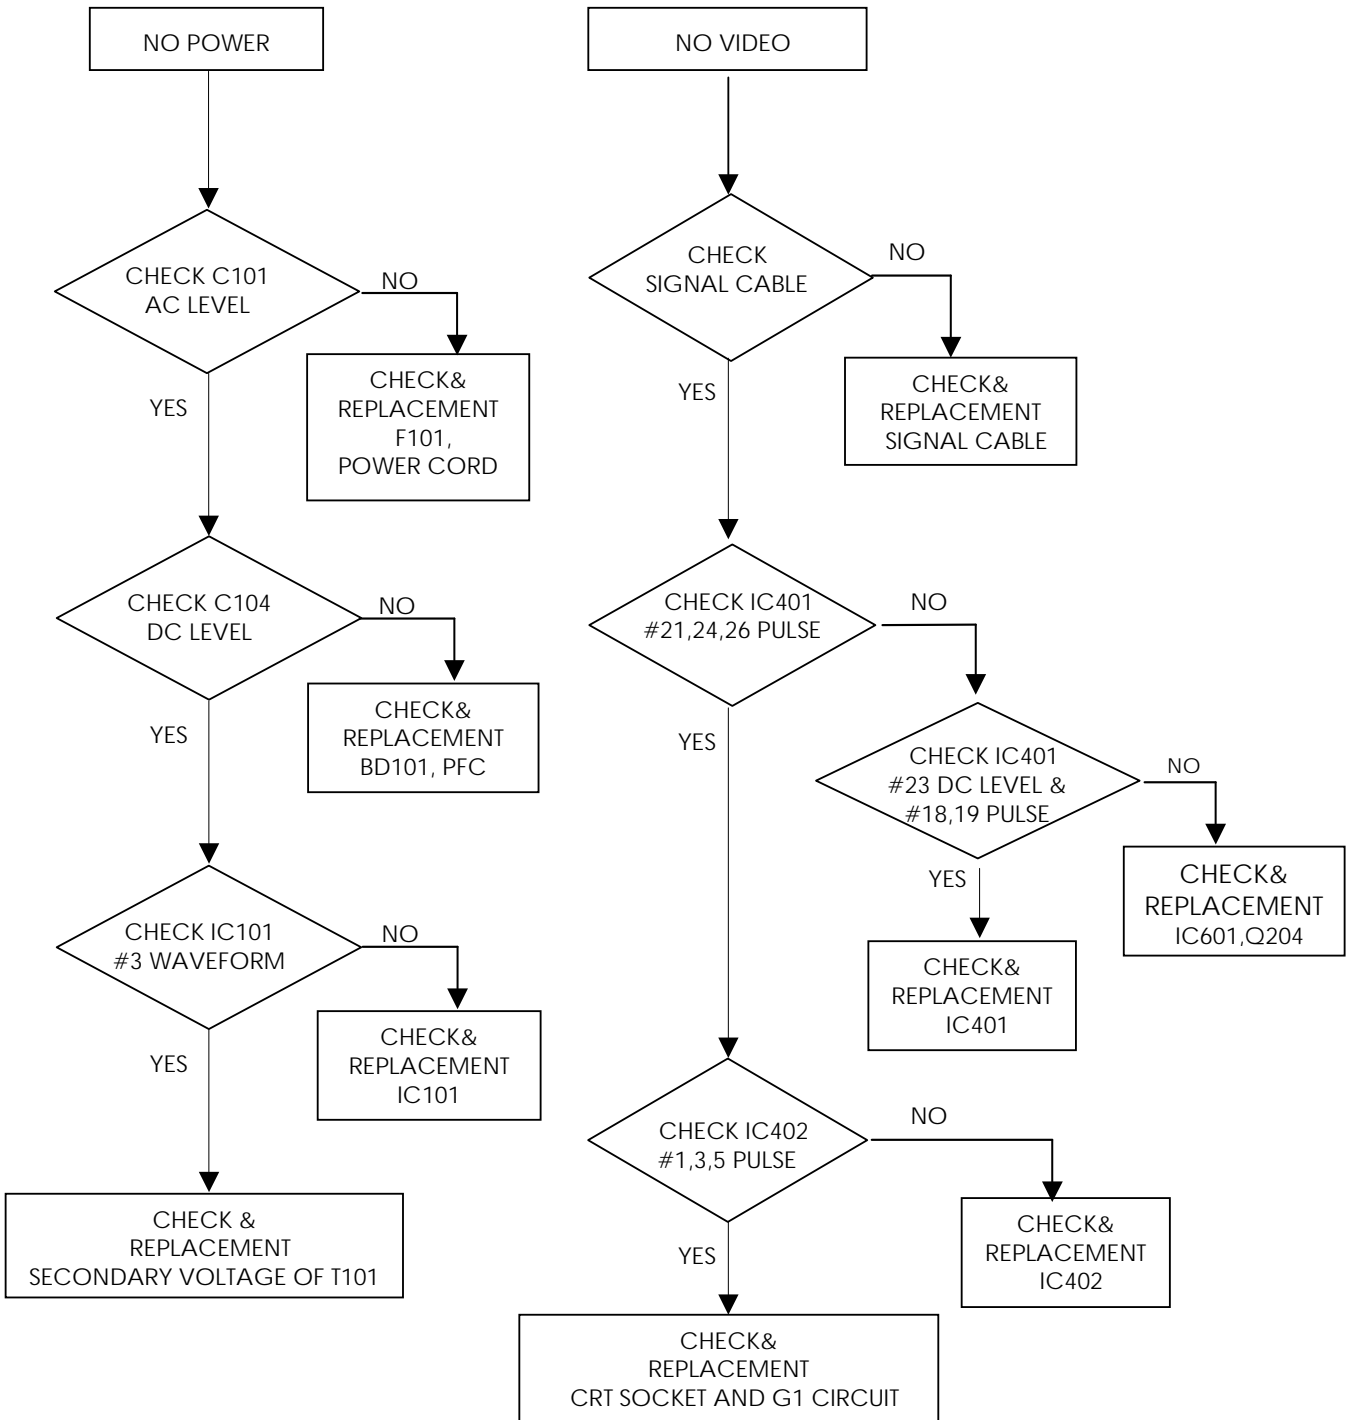 NO POWER
CHECK C101
AC LEVEL
NO
CHECK&
REPLACEMENT
F101,
POWER CORD
YES
CHECK C104
DC LEVEL
NO
CHECK&
REPLACEMENT
BD101, PFC
YES
CHECK IC101
#3 WAVEFORM
NO
CHECK&
REPLACEMENT
IC101
YES
CHECK &
REPLACEMENT
SECONDARY VOLTAGE OF T101
NO VIDEO
CHECK
SIGNAL CABLE
NO
CHECK&
REPLACEMENT
SIGNAL CABLE
YES
CHECK IC401
#21,24,26 PULSE
NO
CHECK IC401
#23 DC LEVEL &
#18,19 PULSE
NO
CHECK&
REPLACEMENT
IC601,Q204
YES
CHECK&
REPLACEMENT
IC401
YES
CHECK IC402
#1,3,5 PULSE
NO
CHECK&
REPLACEMENT
IC402
YES
CHECK&
REPLACEMENT
CRT SOCKET AND G1 CIRCUIT